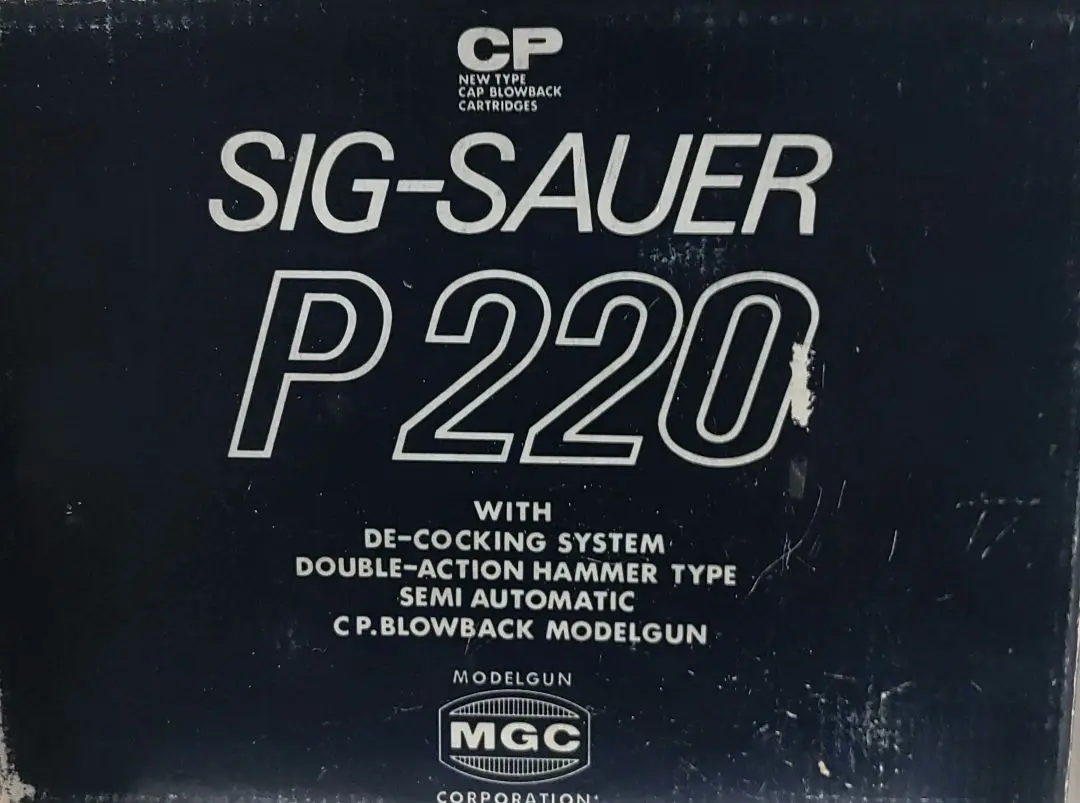 CP
NEW TYPE
CAP BLOWBACK
CARTRIDGES
SIG-SAUER
P220
WITH
DE-COCKING SYSTEM
DOUBLE-ACTION HAMMER TYPE
SEMI AUTOMATIC
CP.BLOWBACK MODELGUN
MODELGUN
MGC
CORPORATION